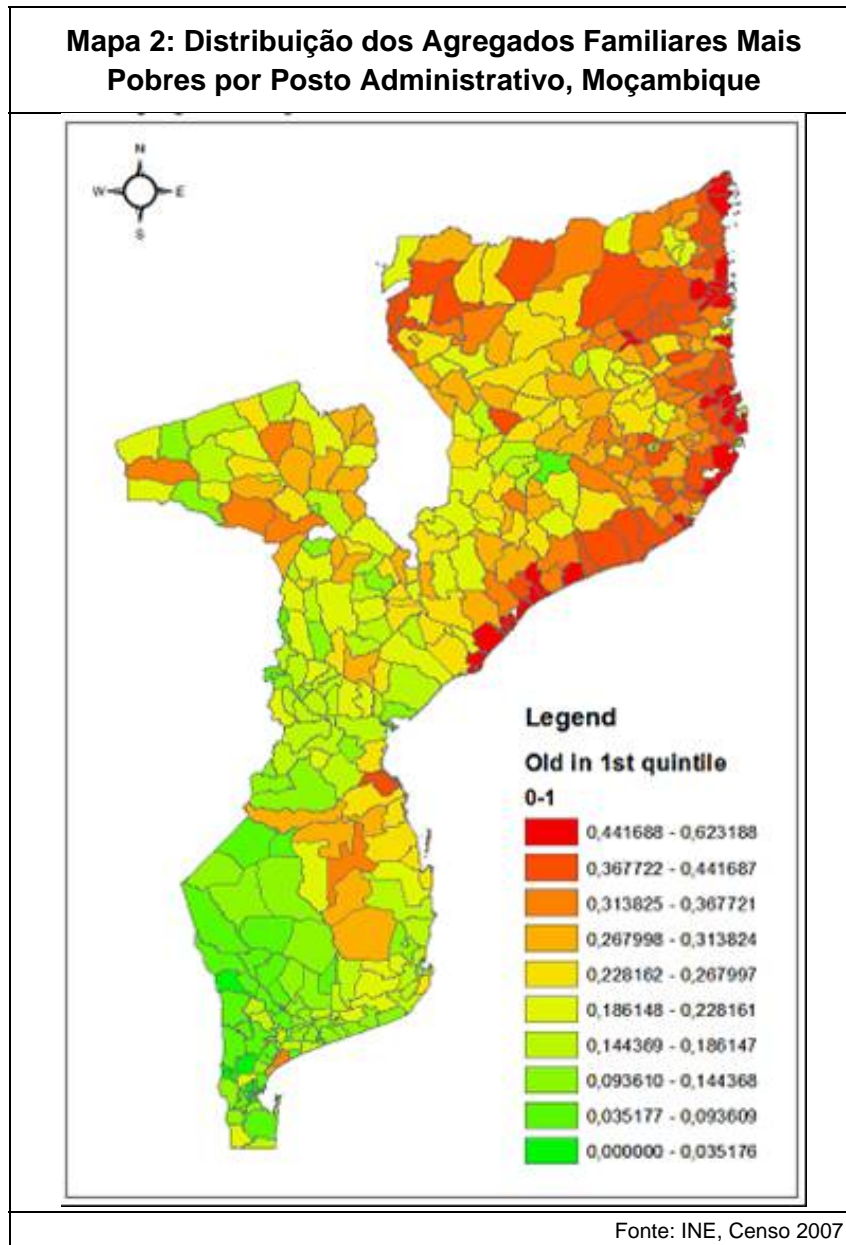 Mapa 2: Distribuição dos Agregados Familiares Mais
Pobres por Posto Administrativo, Moçambique
N
W
E
S
Legend
Old in 1st quintile
0-1
0,441688 - 0,623188
0,367722 - 0,441687
0,313825 - 0,367721
0,267998 - 0,313824
0,228162 - 0,267997
0,186148 - 0,228161
0,144369 - 0,186147
0,093610 - 0,144368
0,035177 - 0,093609
0,000000 - 0,035176
Fonte: INE, Censo 2007